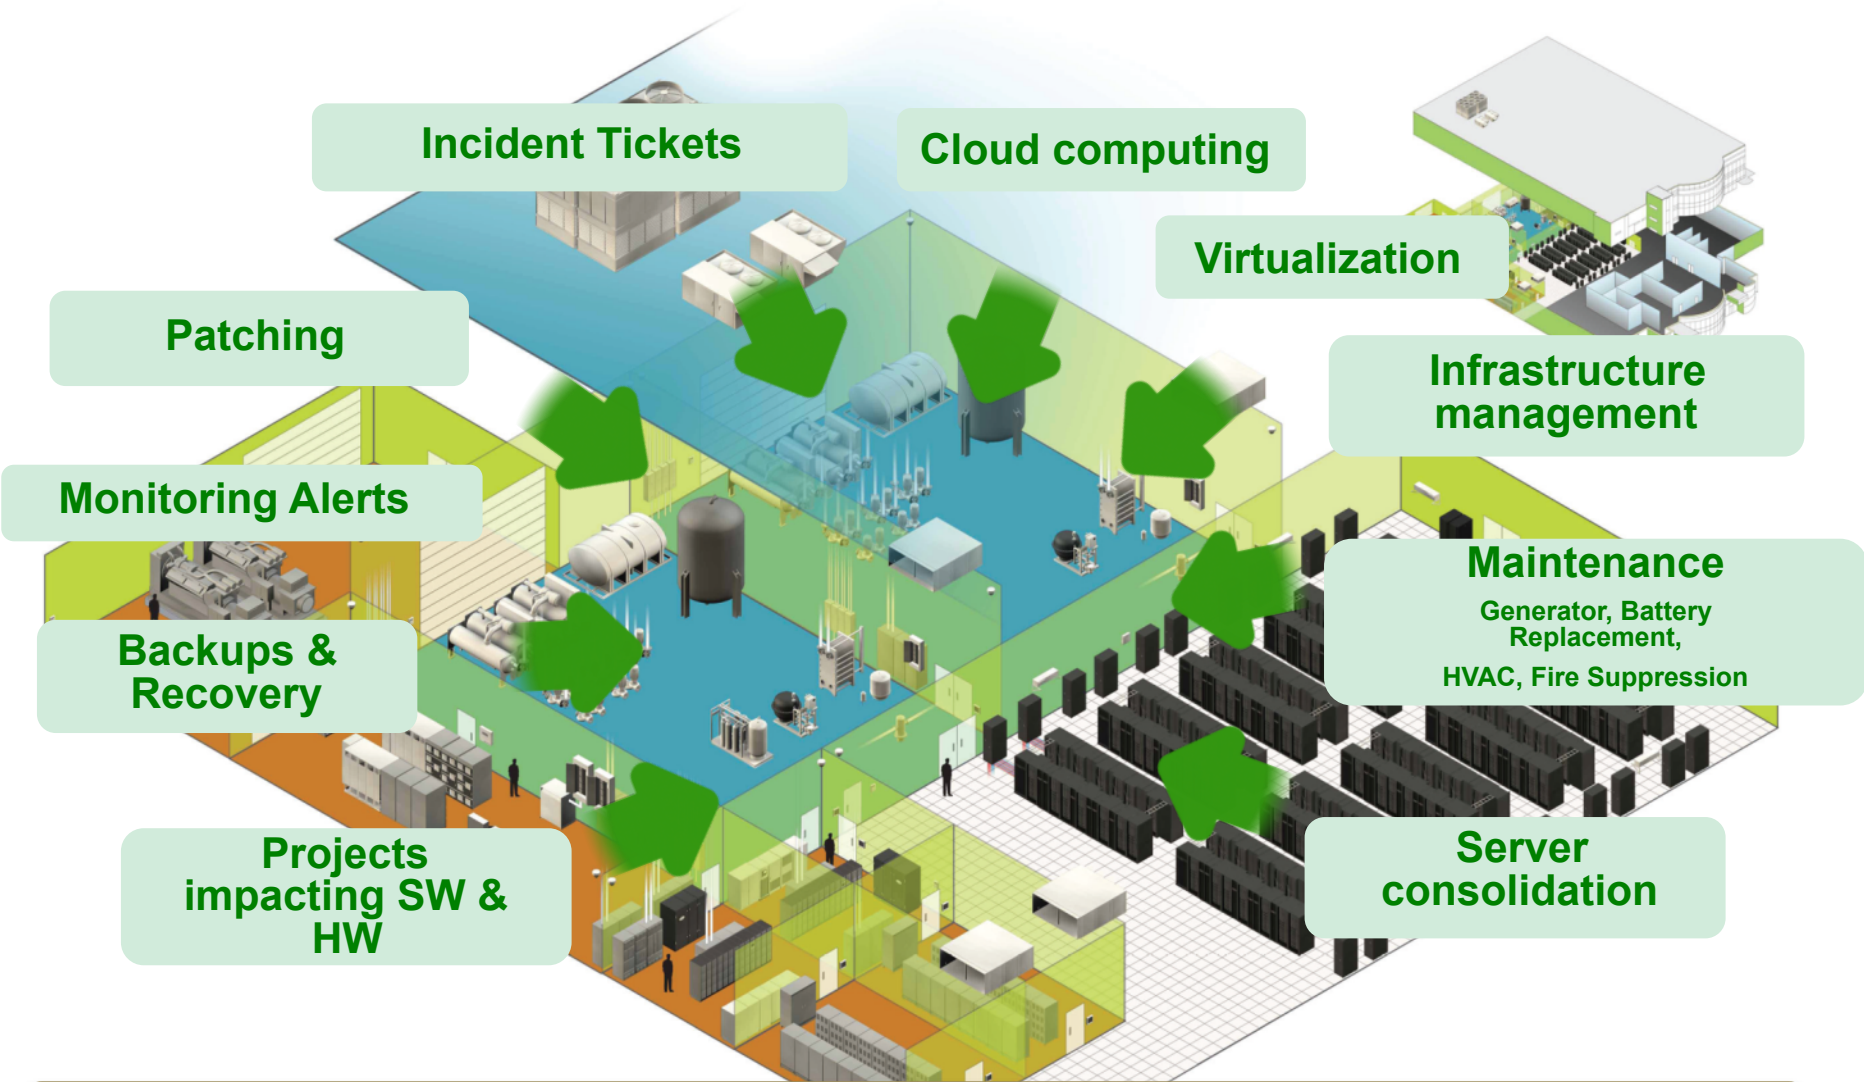 Incident Tickets
Cloud computing
Virtualization
Patching
Infrastructure
management
Monitoring Alerts
Maintenance
Generator, Battery
Replacement,
HVAC, Fire Suppression
Backups &
Recovery
Projects
impacting SW &
HW
Server
consolidation